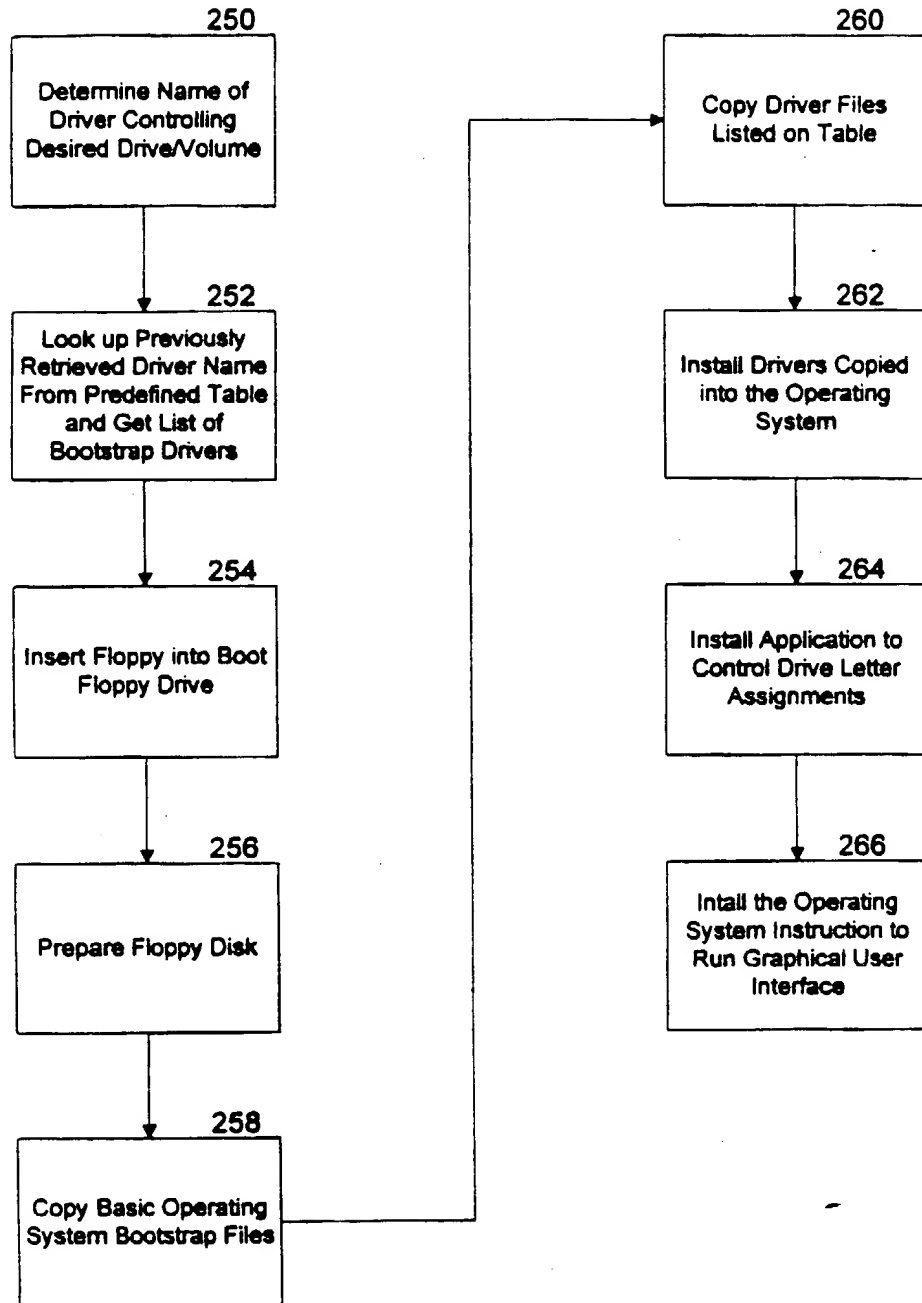 250
Determine Name of
Driver Controlling
Desired Drive/Volume
252
Look up Previously
Retrieved Driver Name
From Predefined Table
and Get List of
Bootstrap Drivers
254
Insert Floppy into Boot
Floppy Drive
256
Prepare Floppy Disk
258
Copy Basic Operating
System Bootstrap Files
260
Copy Driver Files
Listed on Table
262
Install Drivers Copied
into the Operating
System
264
Install Application to
Control Drive Letter
Assignments
266
Intall the Operating
System Instruction to
Run Graphical User
Interface